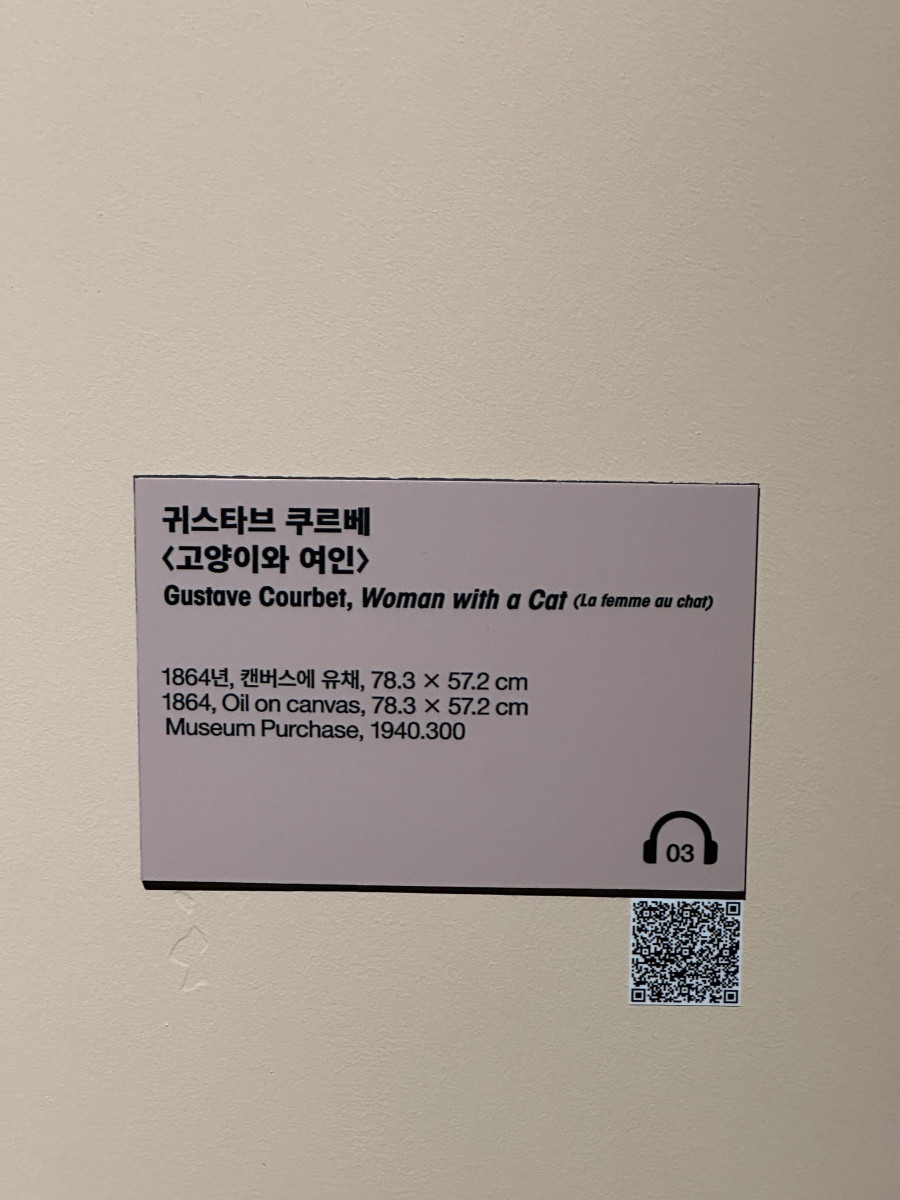 귀스타브 쿠르베
〈고양이와 여인〉
Gustave Courbet, Woman with a Cat (La femme au chat)
1864년, 캔버스에 유채, 78.3 × 57.2 cm
1864, Oil on canvas, 78.3 × 57.2 cm
Museum Purchase, 1940.300
03